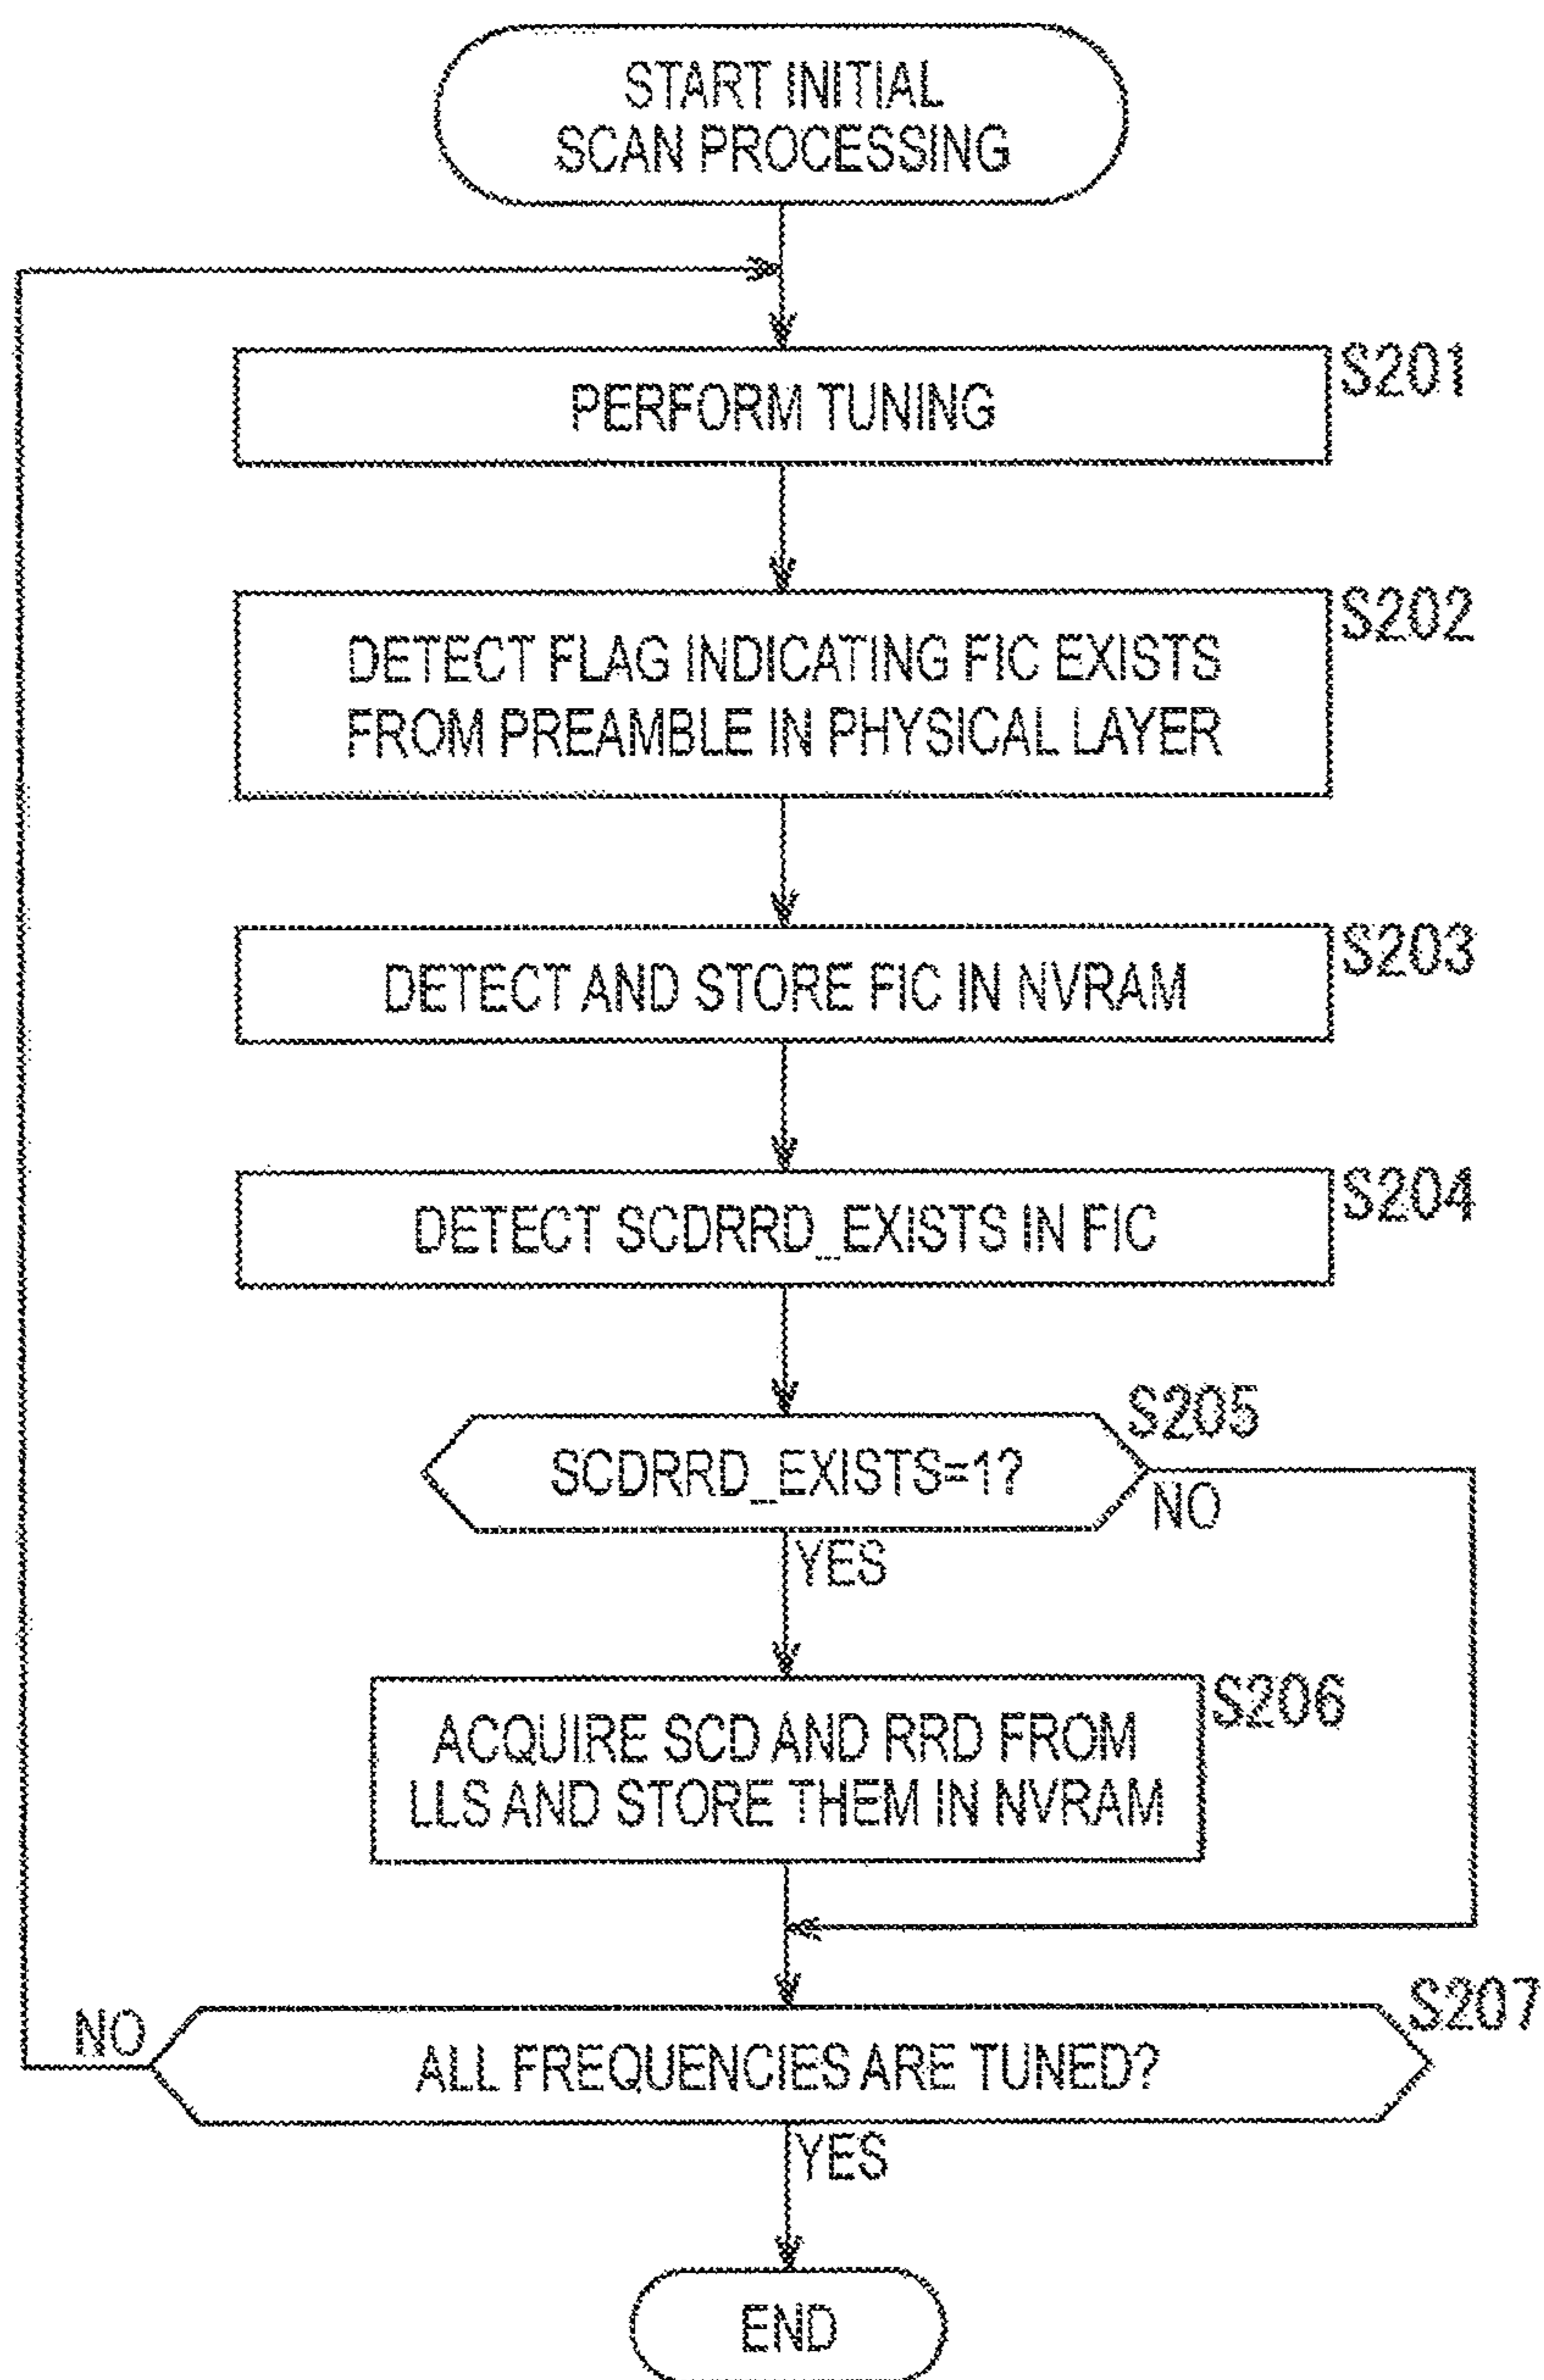 START INITIAL
SCAN PROCESSING
S201
PERFORM TUNING
S202
DETECT FLAG INDICATING FIC EXISTS
FROM PREAMBLE IN PHYSICAL LAYER
S203
DETECT AND STORE FIC IN NVRAM
S204
DETECT SCDRRD_EXISTS IN FIC
S205
SCDRRD_EXISTS=1?
NO
YES
S206
ACQUIRE SCD AND RRD FROM
LLS AND STORE THEM IN NVRAM
S207
NO
ALL FREQUENCIES ARE TUNED?
YES
END